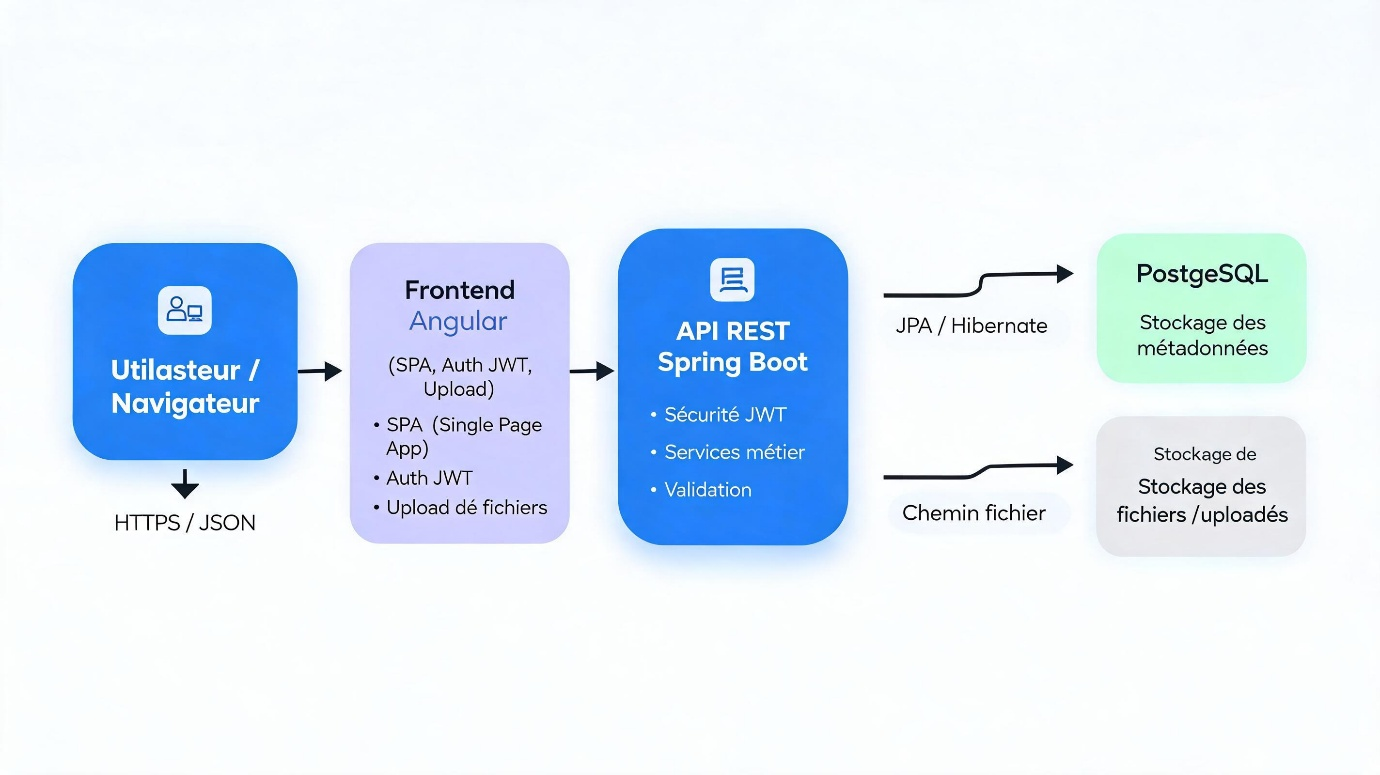 Utilasteur /
Navigateur
HTTPS / JSON
Frontend
Angular
(SPA, Auth JWT,
Upload)
• SPA (Single Page
App)
• Auth JWT
• Upload dé fichiers
API REST
Spring Boot
• Sécurité JWT
• Services métier
• Validation
JPA / Hibernate
Chemin fichier
PostgeSQL
Stockage des
métadonnées
Stockage de
Stockage des
fichiers /uploadés